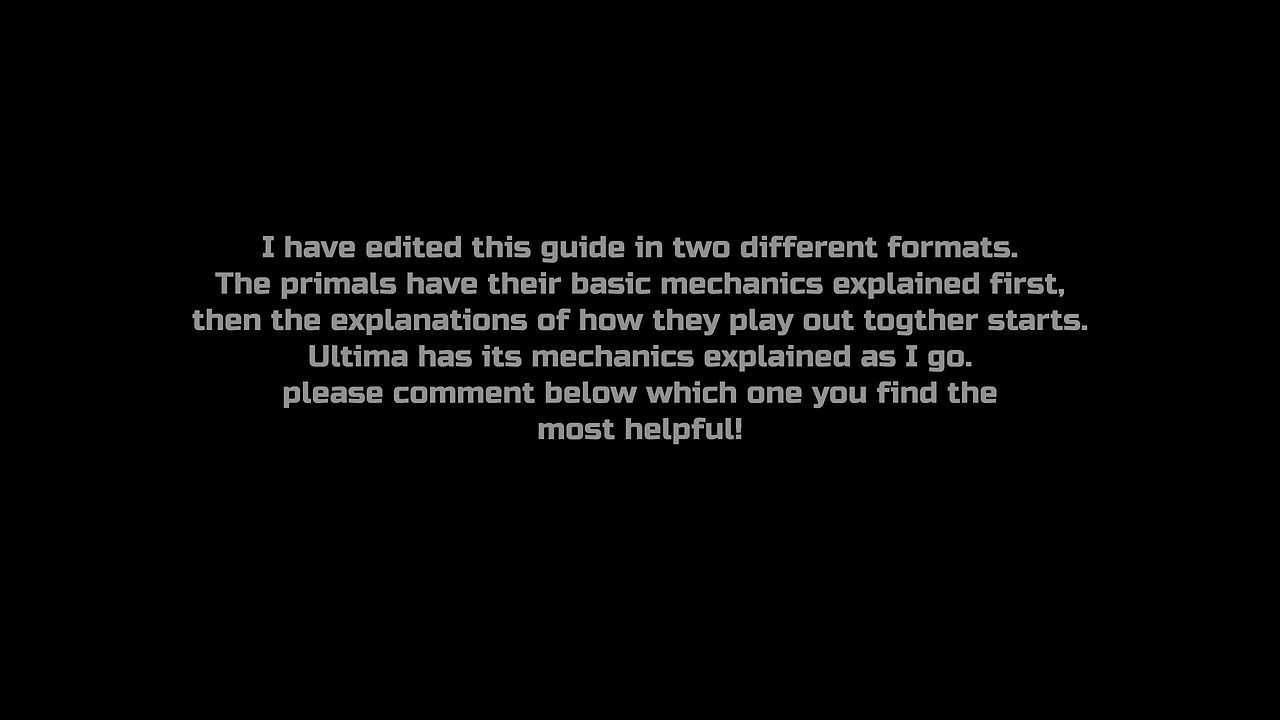 I have edited this guide in two different formats.
The primals have their basic mechanics explained first,
then the explanations of how they play out togther starts.
Ultima has its mechanics explained as I go.
please comment below which one you find the
most helpful!